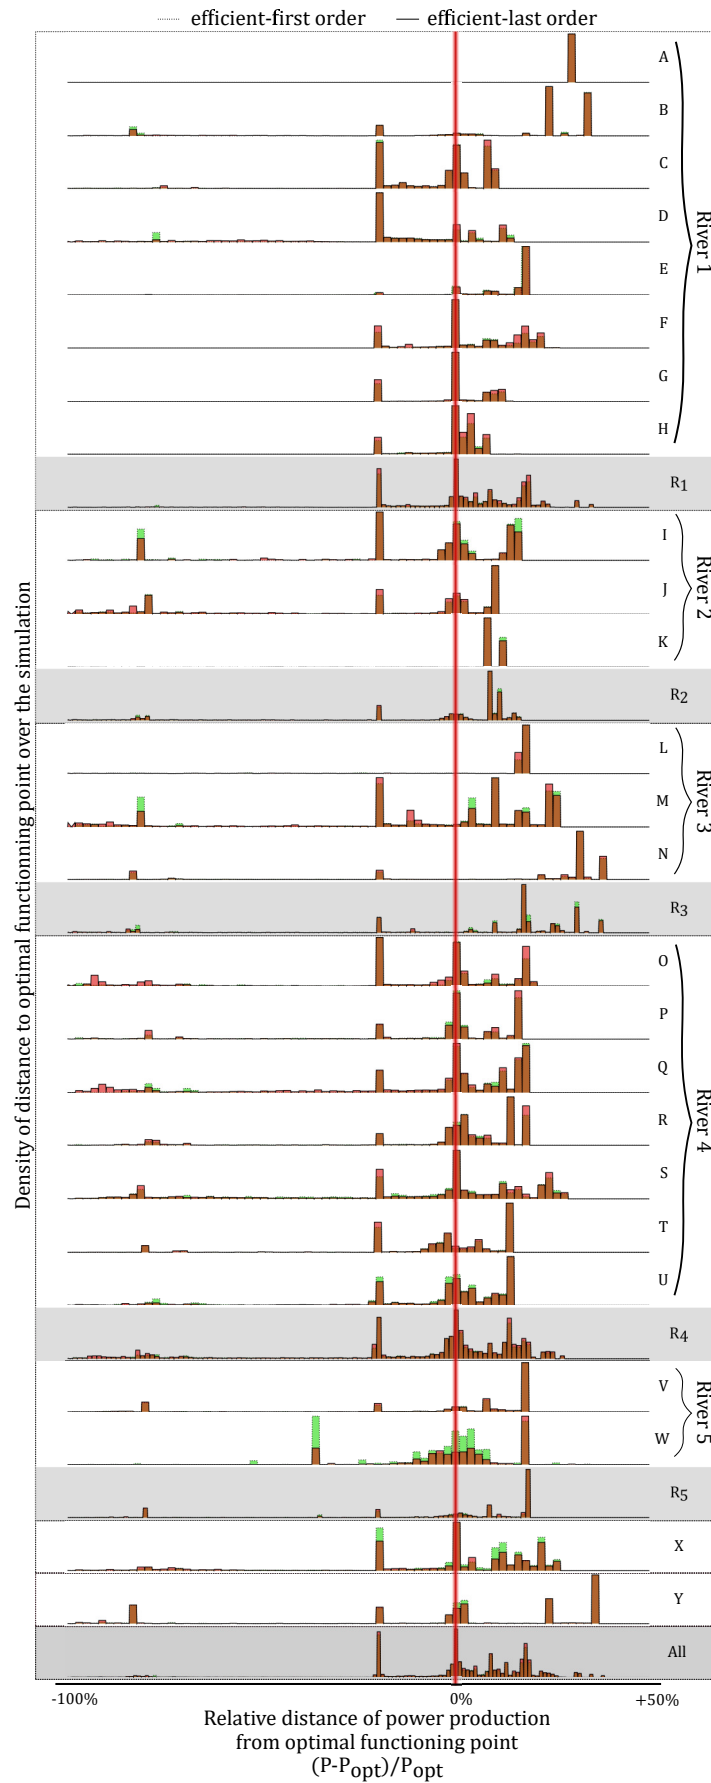 efficient-first order efficient-last order
A
B
C
D
E
F
G
H
River 1
R1
I
J
K
River 2
R2
L
M
N
River 3
R3
O
P
Q
R
S
T
U
River 4
R4
V
W
River 5
R5
X
Y
All
Density of distance to optimal functionning point over the simulation
-100% 0% +50%
Relative distance of power production
from optimal functioning point
(P-Popt)/Popt